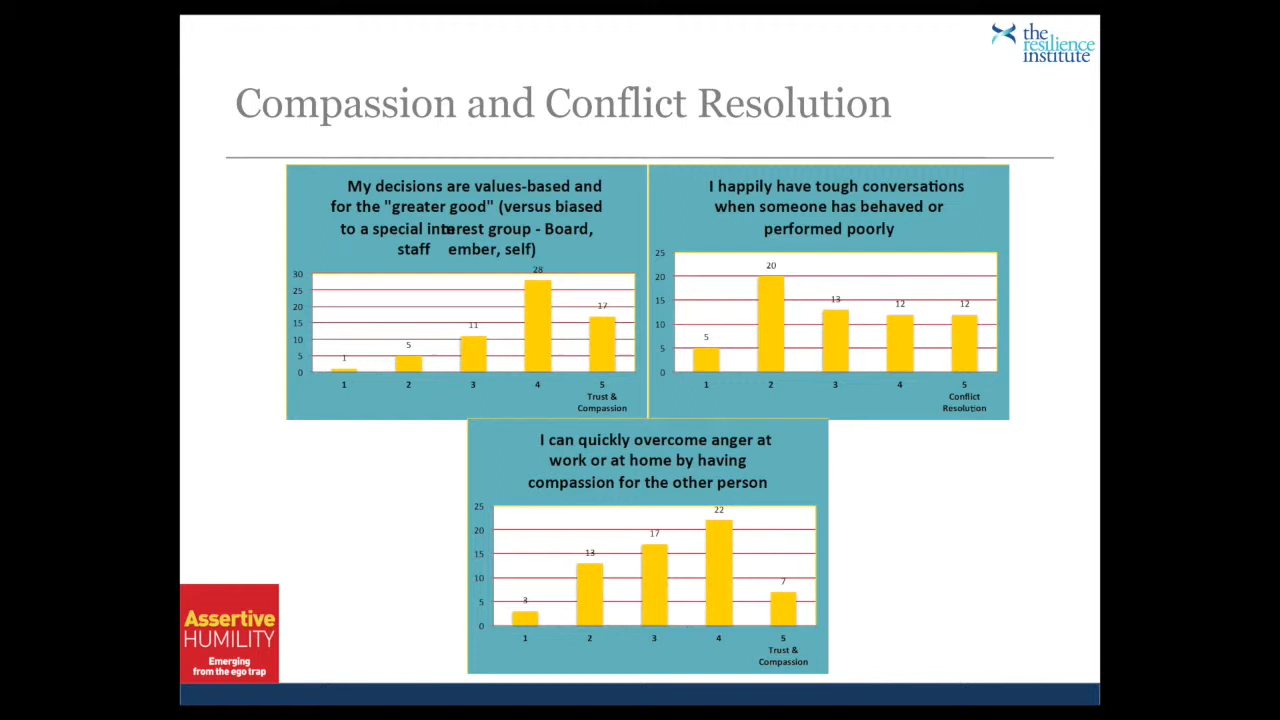 the
resilience
institute
Compassion and Conflict Resolution
My decisions are values-based and
for the "greater good" (versus biased
to a special interest group - Board,
staff ember, self)
30
25
20
15
10
5
0
1
5
11
28
17
1
2
3
4
5
Trust &
Compassion
I happily have tough conversations
when someone has behaved or
performed poorly
25
20
15
10
5
0
5
20
13
12
12
1
2
3
4
5
Conflict
Resolution
I can quickly overcome anger at
work or at home by having
compassion for the other person
25
20
15
10
5
0
3
13
17
22
7
1
2
3
4
5
Trust &
Compassion
Assertive
HUMILITY
Emerging
from the ego trap